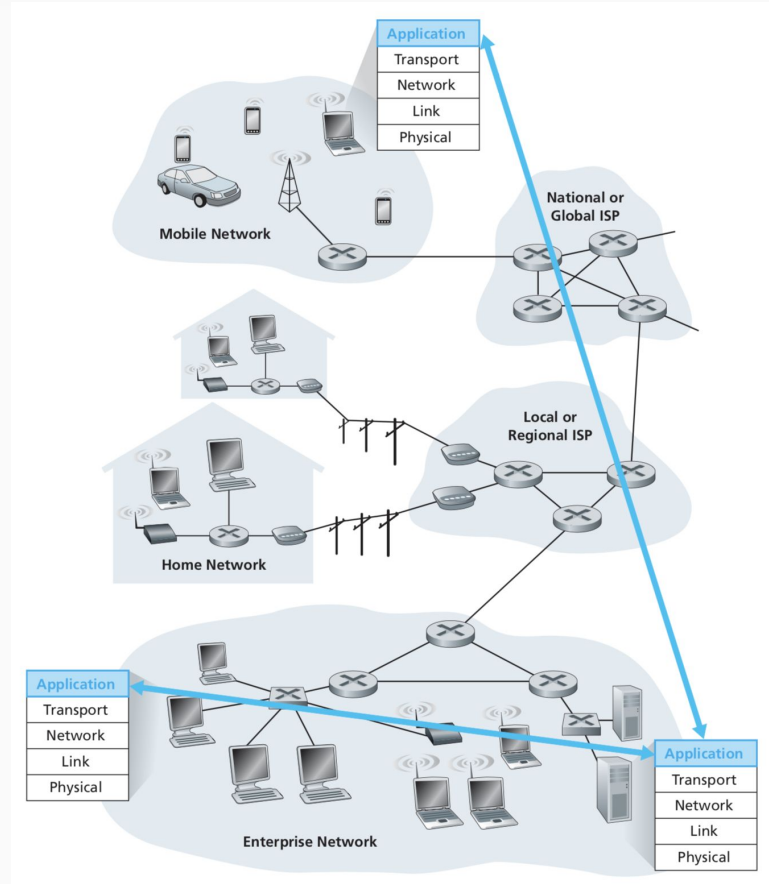 Application
Transport
Network
Link
Physical
National or
Global ISP
Mobile Network
Local or
Regional ISP
Home Network
Application
Transport
Network
Link
Physical
Application
Transport
Network
Link
Physical
Enterprise Network